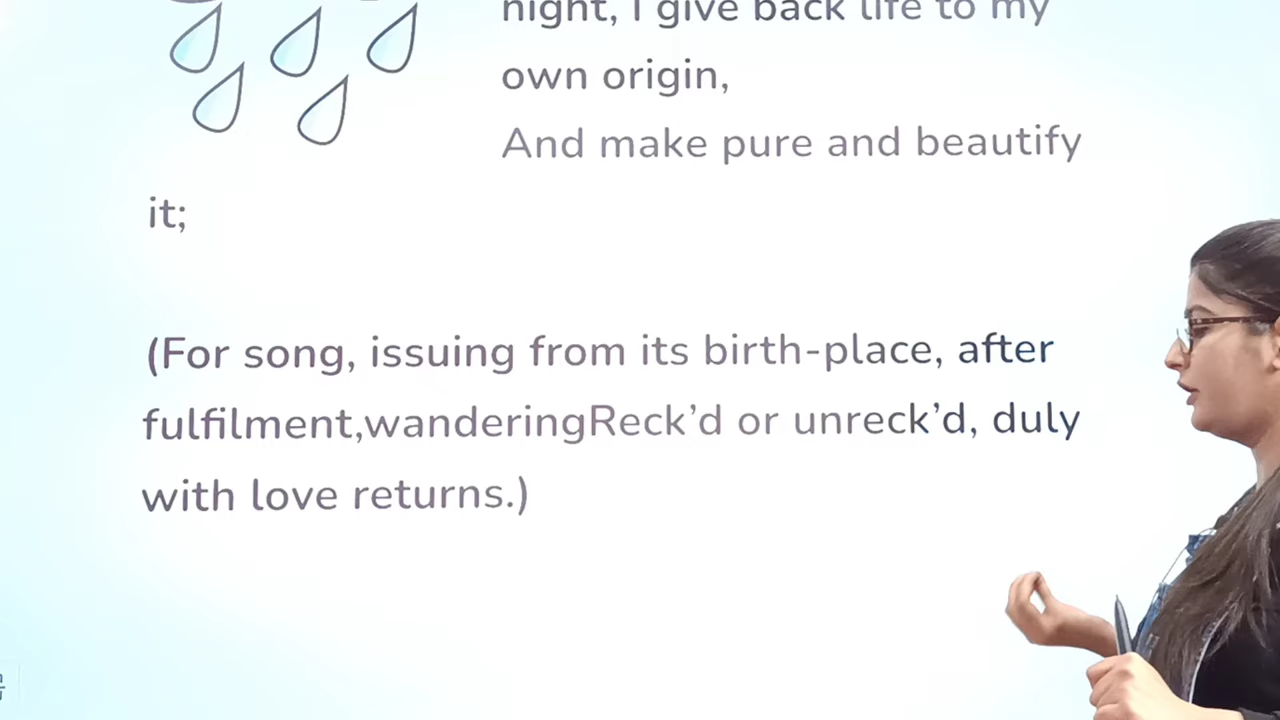 night, I give back life to my
own origin,
And make pure and beautify
it;
(For song, issuing from its birth-place, after
fulfilment,wanderingReck’d or unreck’d, duly
with love returns.)